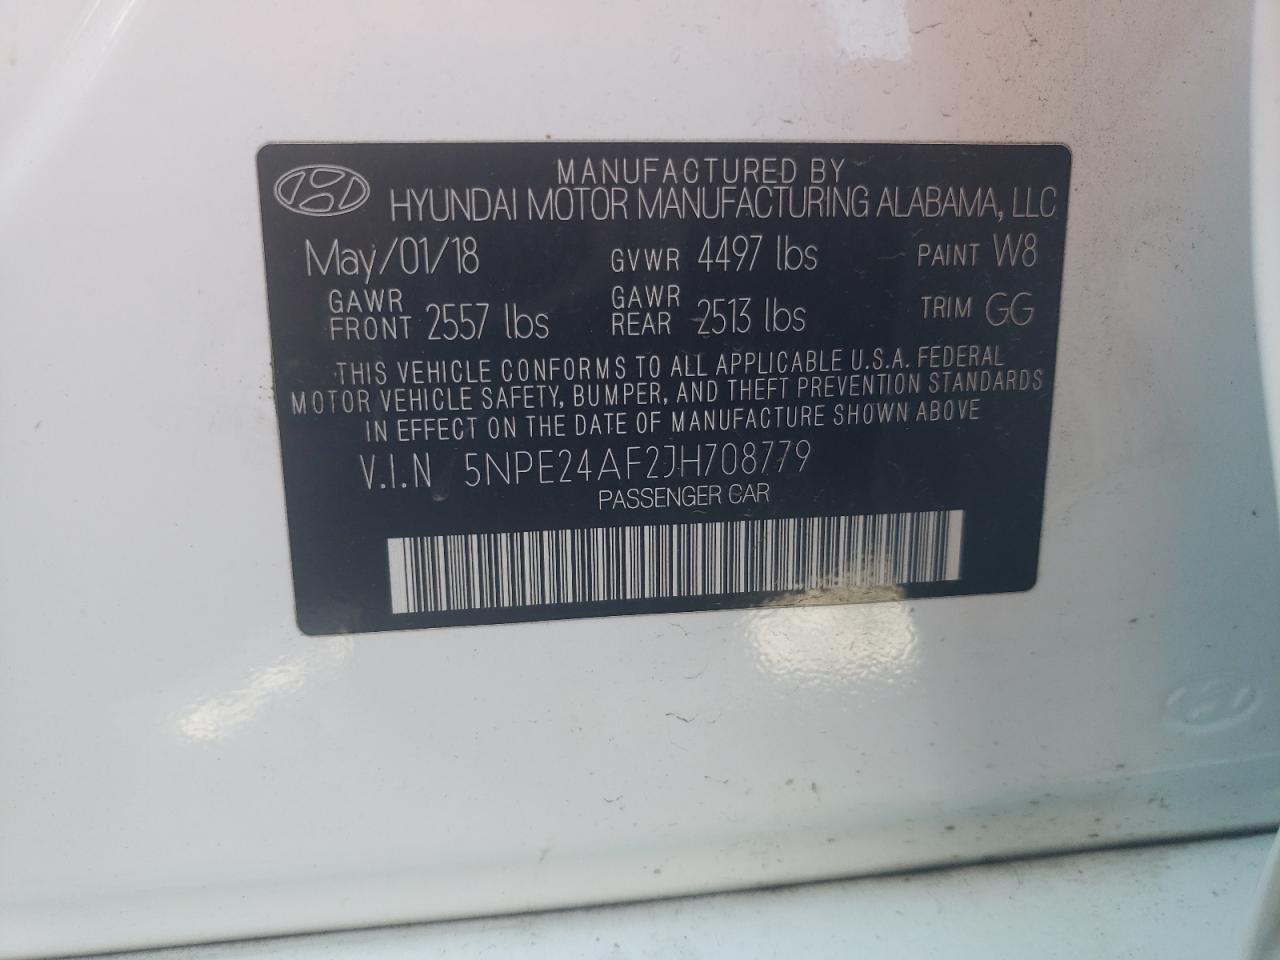 MANUFACTURED BY
HYUNDAI MOTOR MANUFACTURING ALABAMA, LLC
May/01/18 GVWR 4497 lbs PAINT W8
GAWR FRONT 2557 lbs GAWR REAR 2513 lbs TRIM GG
THIS VEHICLE CONFORMS TO ALL APPLICABLE U.S.A. FEDERAL
MOTOR VEHICLE SAFETY, BUMPER, AND THEFT PREVENTION STANDARDS
IN EFFECT ON THE DATE OF MANUFACTURE SHOWN ABOVE
V.I.N 5NPE24AF2JH708779
PASSENGER CAR